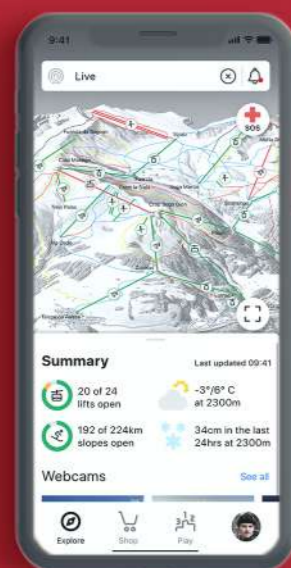 9:41
Live
SOS
Summary
Last updated 09:41
20 of 24
lifts open
-3°/6° C
at 2300m
192 of 224km
slopes open
34cm in the last
24hrs at 2300m
Webcams
See all
Explore
Shop
Play